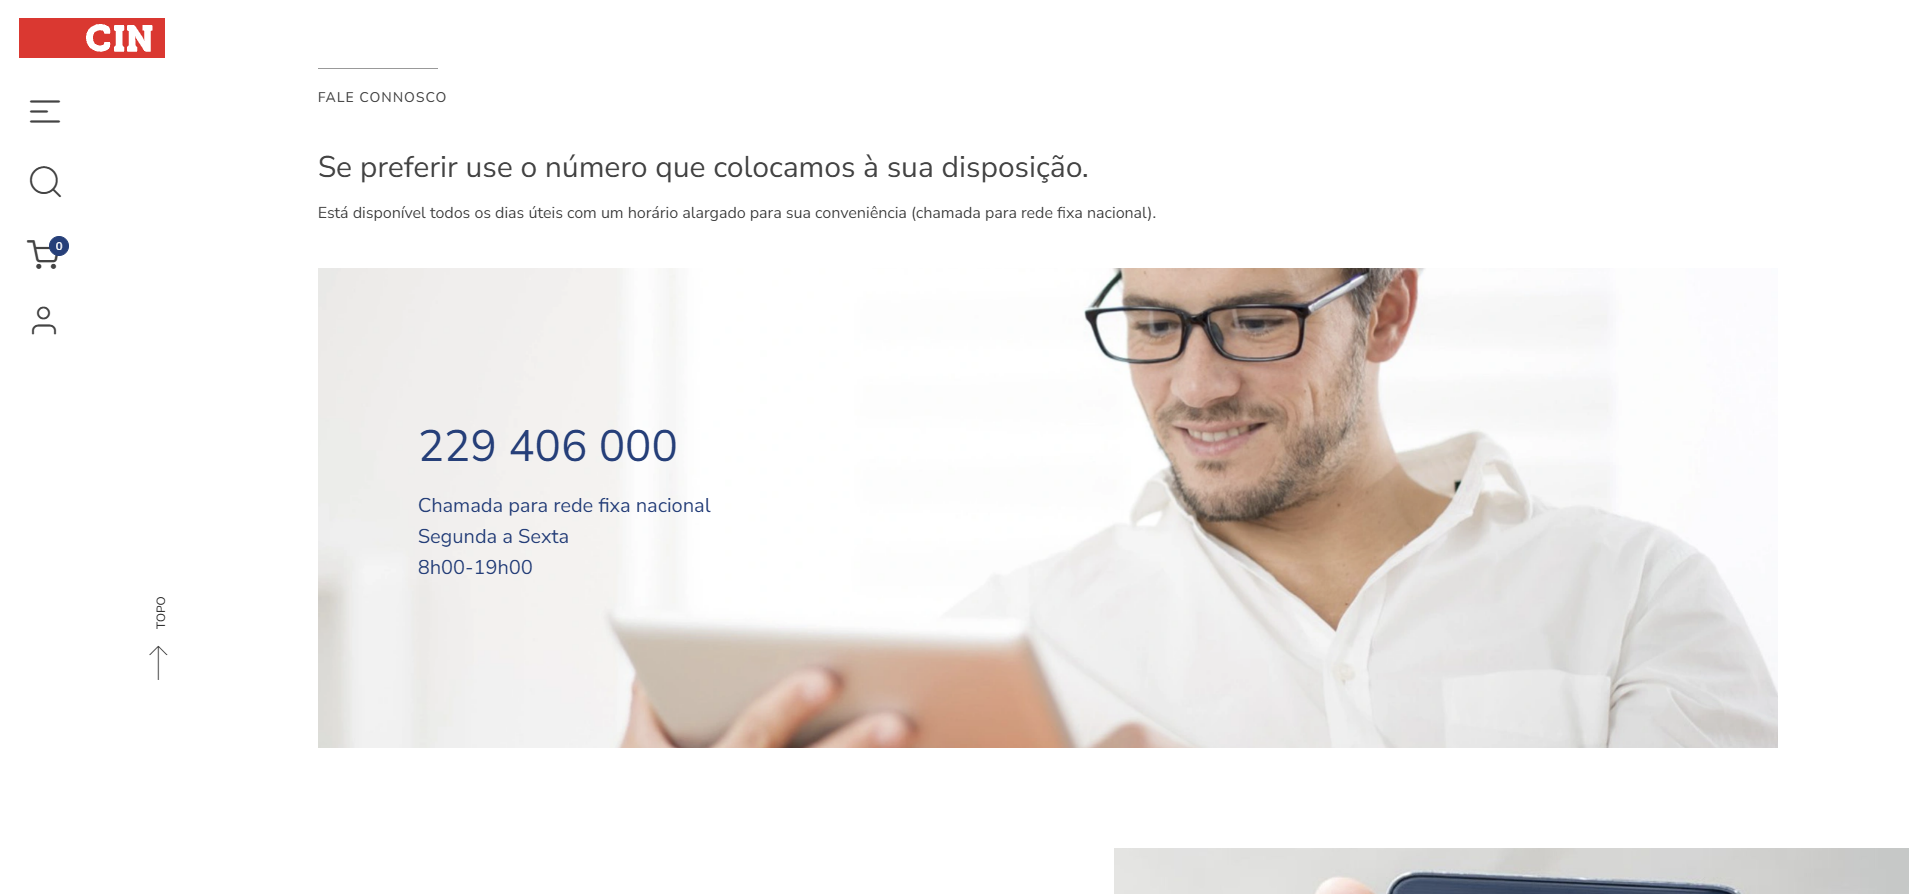 CIN
FALE CONNOSCO
Se preferir use o número que colocamos à sua disposição.
Está disponível todos os dias úteis com um horário alargado para sua conveniência (chamada para rede fixa nacional).
0
229 406 000
Chamada para rede fixa nacional
Segunda a Sexta
8h00-19h00
TOPO